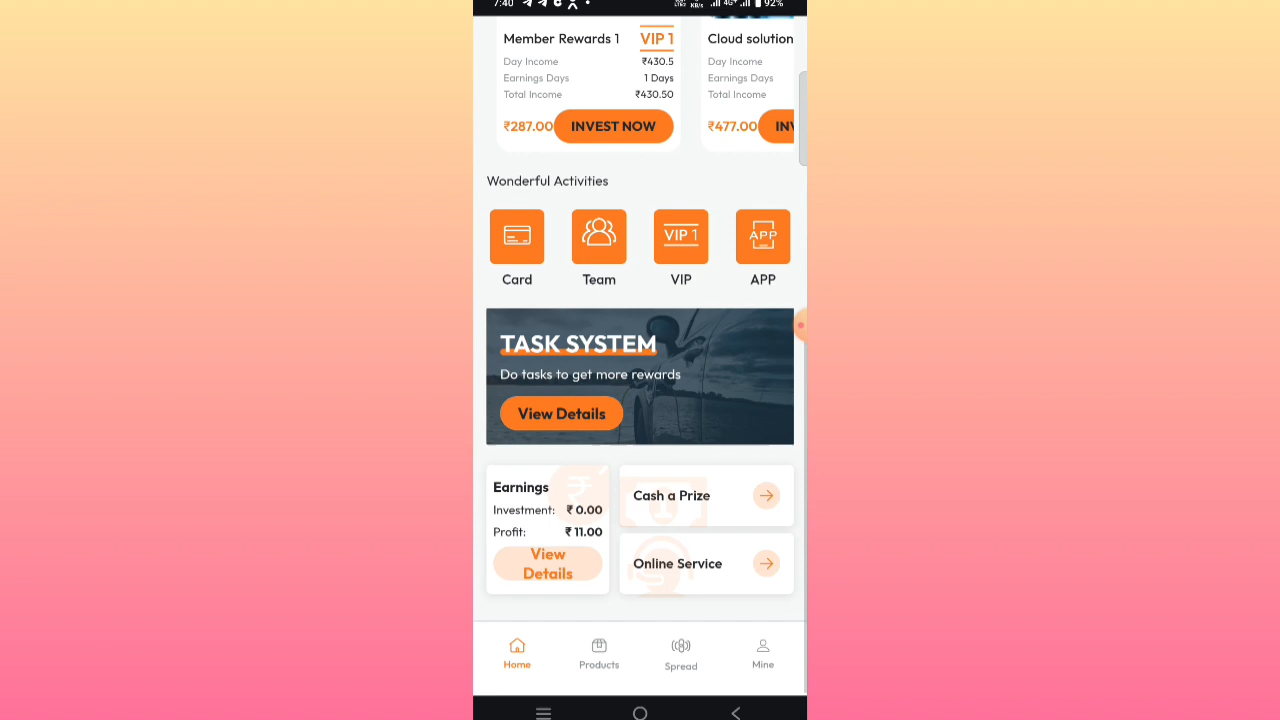 7:40
4G+
92%
Member Rewards 1
VIP 1
Day Income
₹430.5
Earnings Days
1 Days
Total Income
₹430.50
₹287.00
INVEST NOW
Cloud solution
Day Income
Earnings Days
Total Income
₹477.00
INV
Wonderful Activities
VIP 1
APP
Card
Team
VIP
APP
TASK SYSTEM
Do tasks to get more rewards
View Details
Earnings
Investment:
₹ 0.00
Profit:
₹ 11.00
View
Details
Cash a Prize
Online Service
Home
Products
Spread
Mine